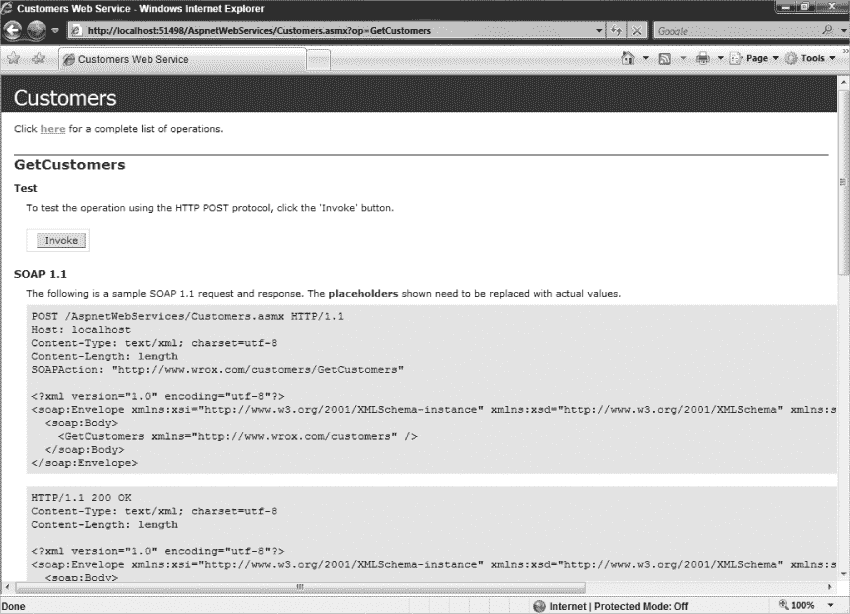 Customers Web Service - Windows Internet Explorer
http://localhost:51498/AspnetWebServices/Customers.asmx?op=GetCustomers
Google
Customers Web Service
Page
Tools
Customers
Click here for a complete list of operations.
GetCustomers
Test
To test the operation using the HTTP POST protocol, click the 'Invoke' button.
Invoke
SOAP 1.1
The following is a sample SOAP 1.1 request and response. The placeholders shown need to be replaced with actual values.
POST /AspnetWebServices/Customers.asmx HTTP/1.1
Host: localhost
Content-Type: text/xml; charset=utf-8
Content-Length: length
SOAPAction: "http://www.wrox.com/customers/GetCustomers"
<?xml version="1.0" encoding="utf-8"?>
<soap:Envelope xmlns:xsi="http://www.w3.org/2001/XMLSchema-instance" xmlns:xsd="http://www.w3.org/2001/XMLSchema" xmlns:s
<soap:Body>
<GetCustomers xmlns="http://www.wrox.com/customers" />
</soap:Body>
</soap:Envelope>
HTTP/1.1 200 OK
Content-Type: text/xml; charset=utf-8
Content-Length: length
<?xml version="1.0" encoding="utf-8"?>
<soap:Envelope xmlns:xsi="http://www.w3.org/2001/XMLSchema-instance" xmlns:xsd="http://www.w3.org/2001/XMLSchema" xmlns:s
<soap:Body>
Done
Internet | Protected Mode: Off
100%